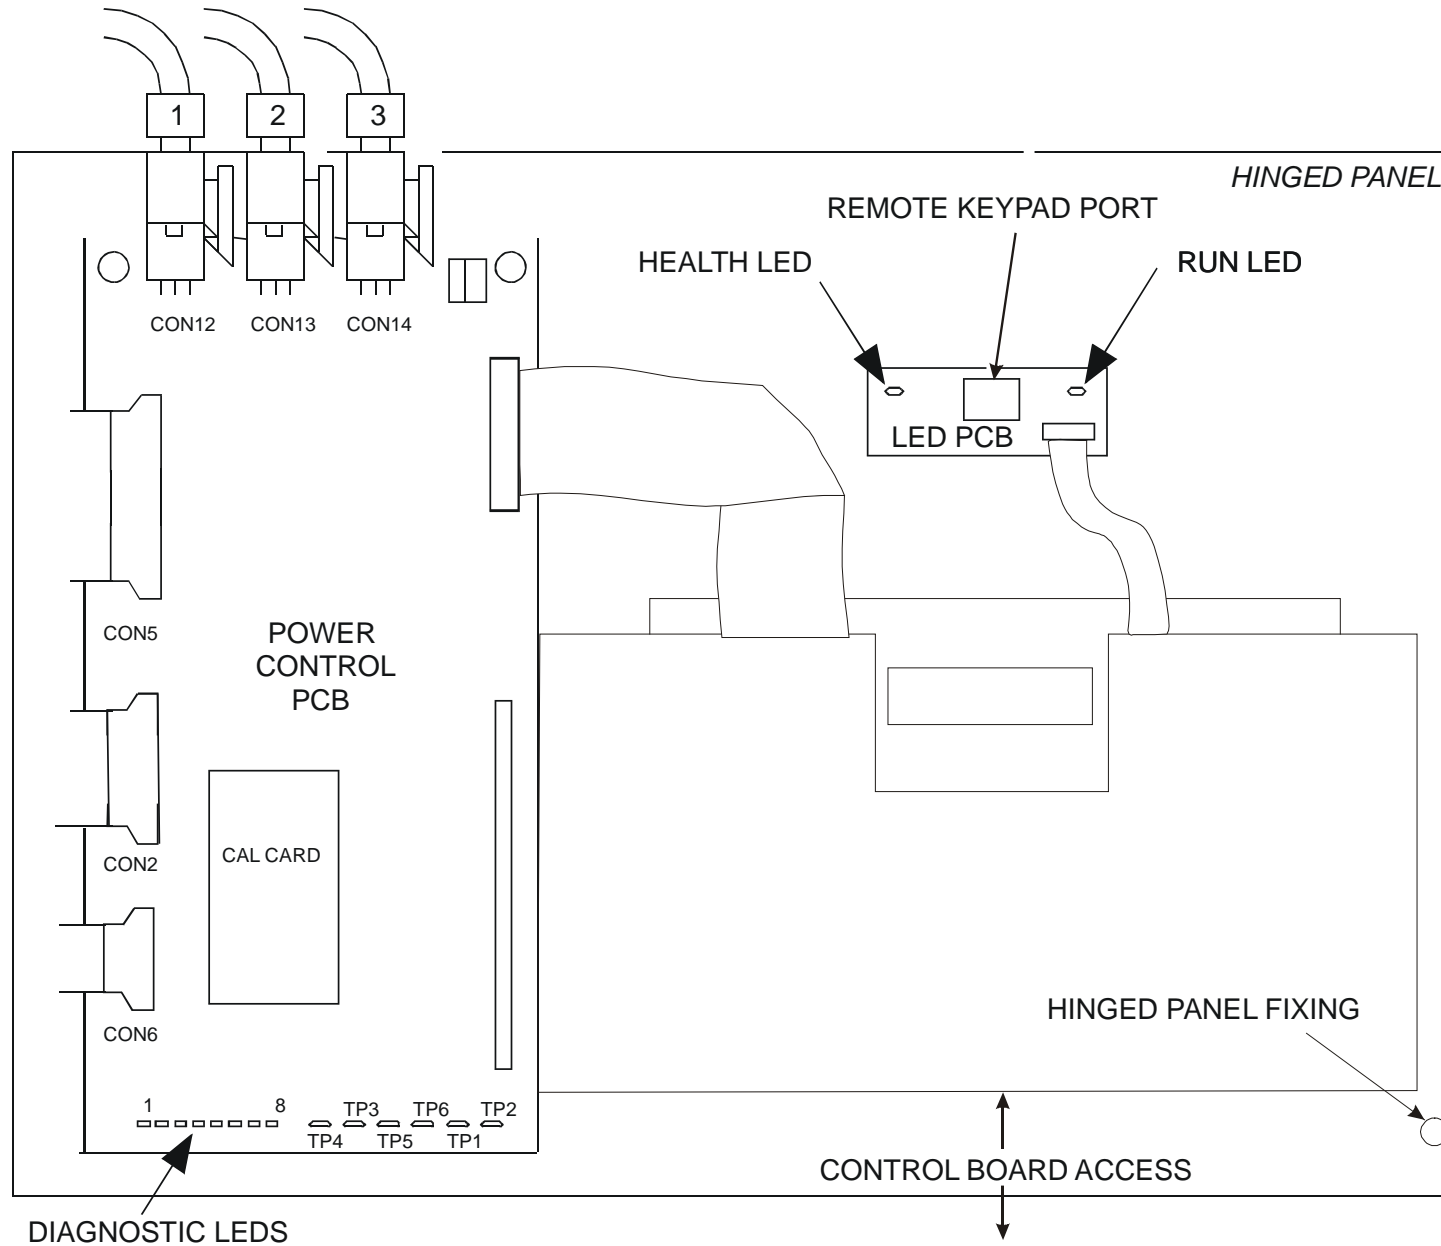 1 2 3
HINGED PANEL
REMOTE KEYPAD PORT
HEALTH LED
RUN LED
CON12 CON13 CON14
LED PCB
CON5
POWER
CONTROL
PCB
CAL CARD
CON2
HINGED PANEL FIXING
CON6
1 8
TP3 TP6 TP2
TP4 TP5 TP1
CONTROL BOARD ACCESS
DIAGNOSTIC LEDS